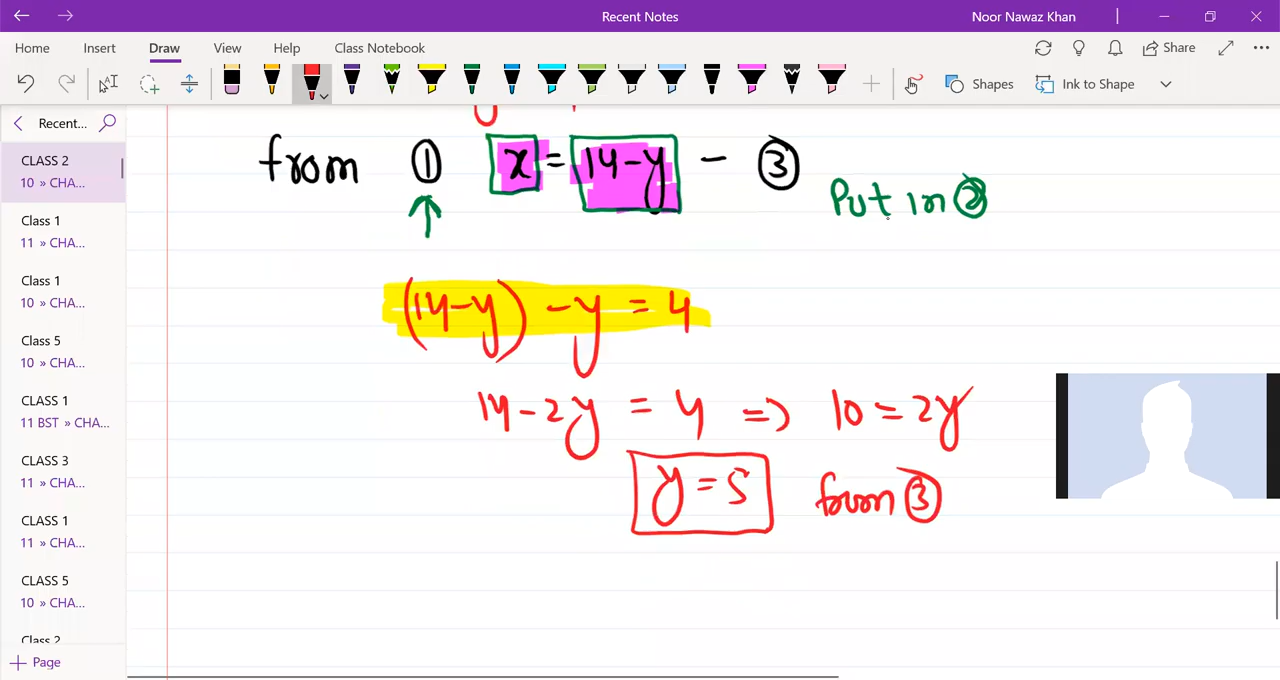 Recent Notes
Noor Nawaz Khan
Home Insert Draw View Help Class Notebook
Share
Shapes
Ink to Shape
Recent...
CLASS 2
10 » CHA...
Class 1
11 » CHA...
Class 1
10 » CHA...
Class 5
10 » CHA...
CLASS 1
11 BST » CHA...
CLASS 3
11 » CHA...
CLASS 1
11 » CHA...
CLASS 5
10 » CHA...
Class 2
+ Page
from ① x = 14-y - ③
Put in ②
(14-y) -y = 4
14-2y = 4 => 10 = 2y
y = 5 from ③